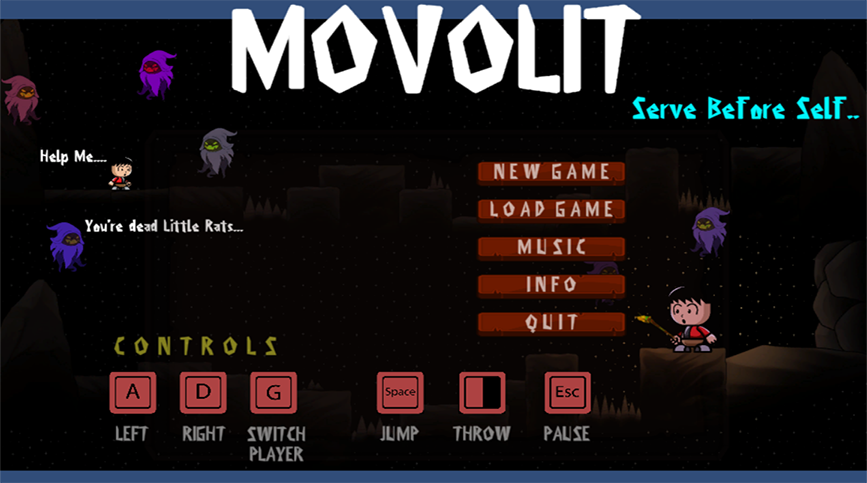 MOVOLIT
Serve Before Self..
Help Me....
You're dead Little Rats...
NEW GAME
LOAD GAME
MUSIC
INFO
QUIT
CONTROLS
A D G Space Esc
LEFT RIGHT SWITCH PLAYER JUMP THROW PAUSE